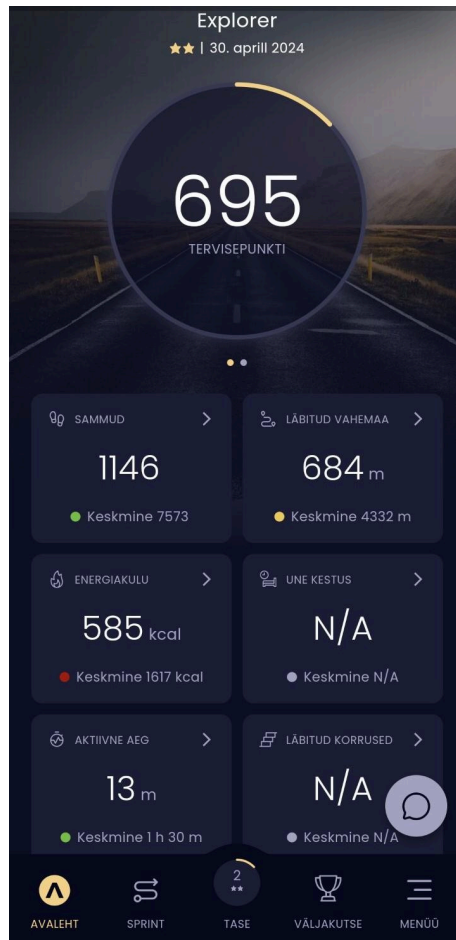 Explorer
★★ | 30. aprill 2024
695
TERVISEPUNKTI
SAMMUD
1146
Keskmine 7573
LÄBITUD VAHEMAA
684 m
Keskmine 4332 m
ENERGIAKULU
585 kcal
Keskmine 1617 kcal
UNE KESTUS
N/A
Keskmine N/A
AKTIIVNE AEG
13 m
Keskmine 1 h 30 m
LÄBITUD KORRUSED
N/A
Keskmine N/A
AVALEHT
SPRINT
2
★★
TASE
VÄLJAKUTSE
MENÜÜ